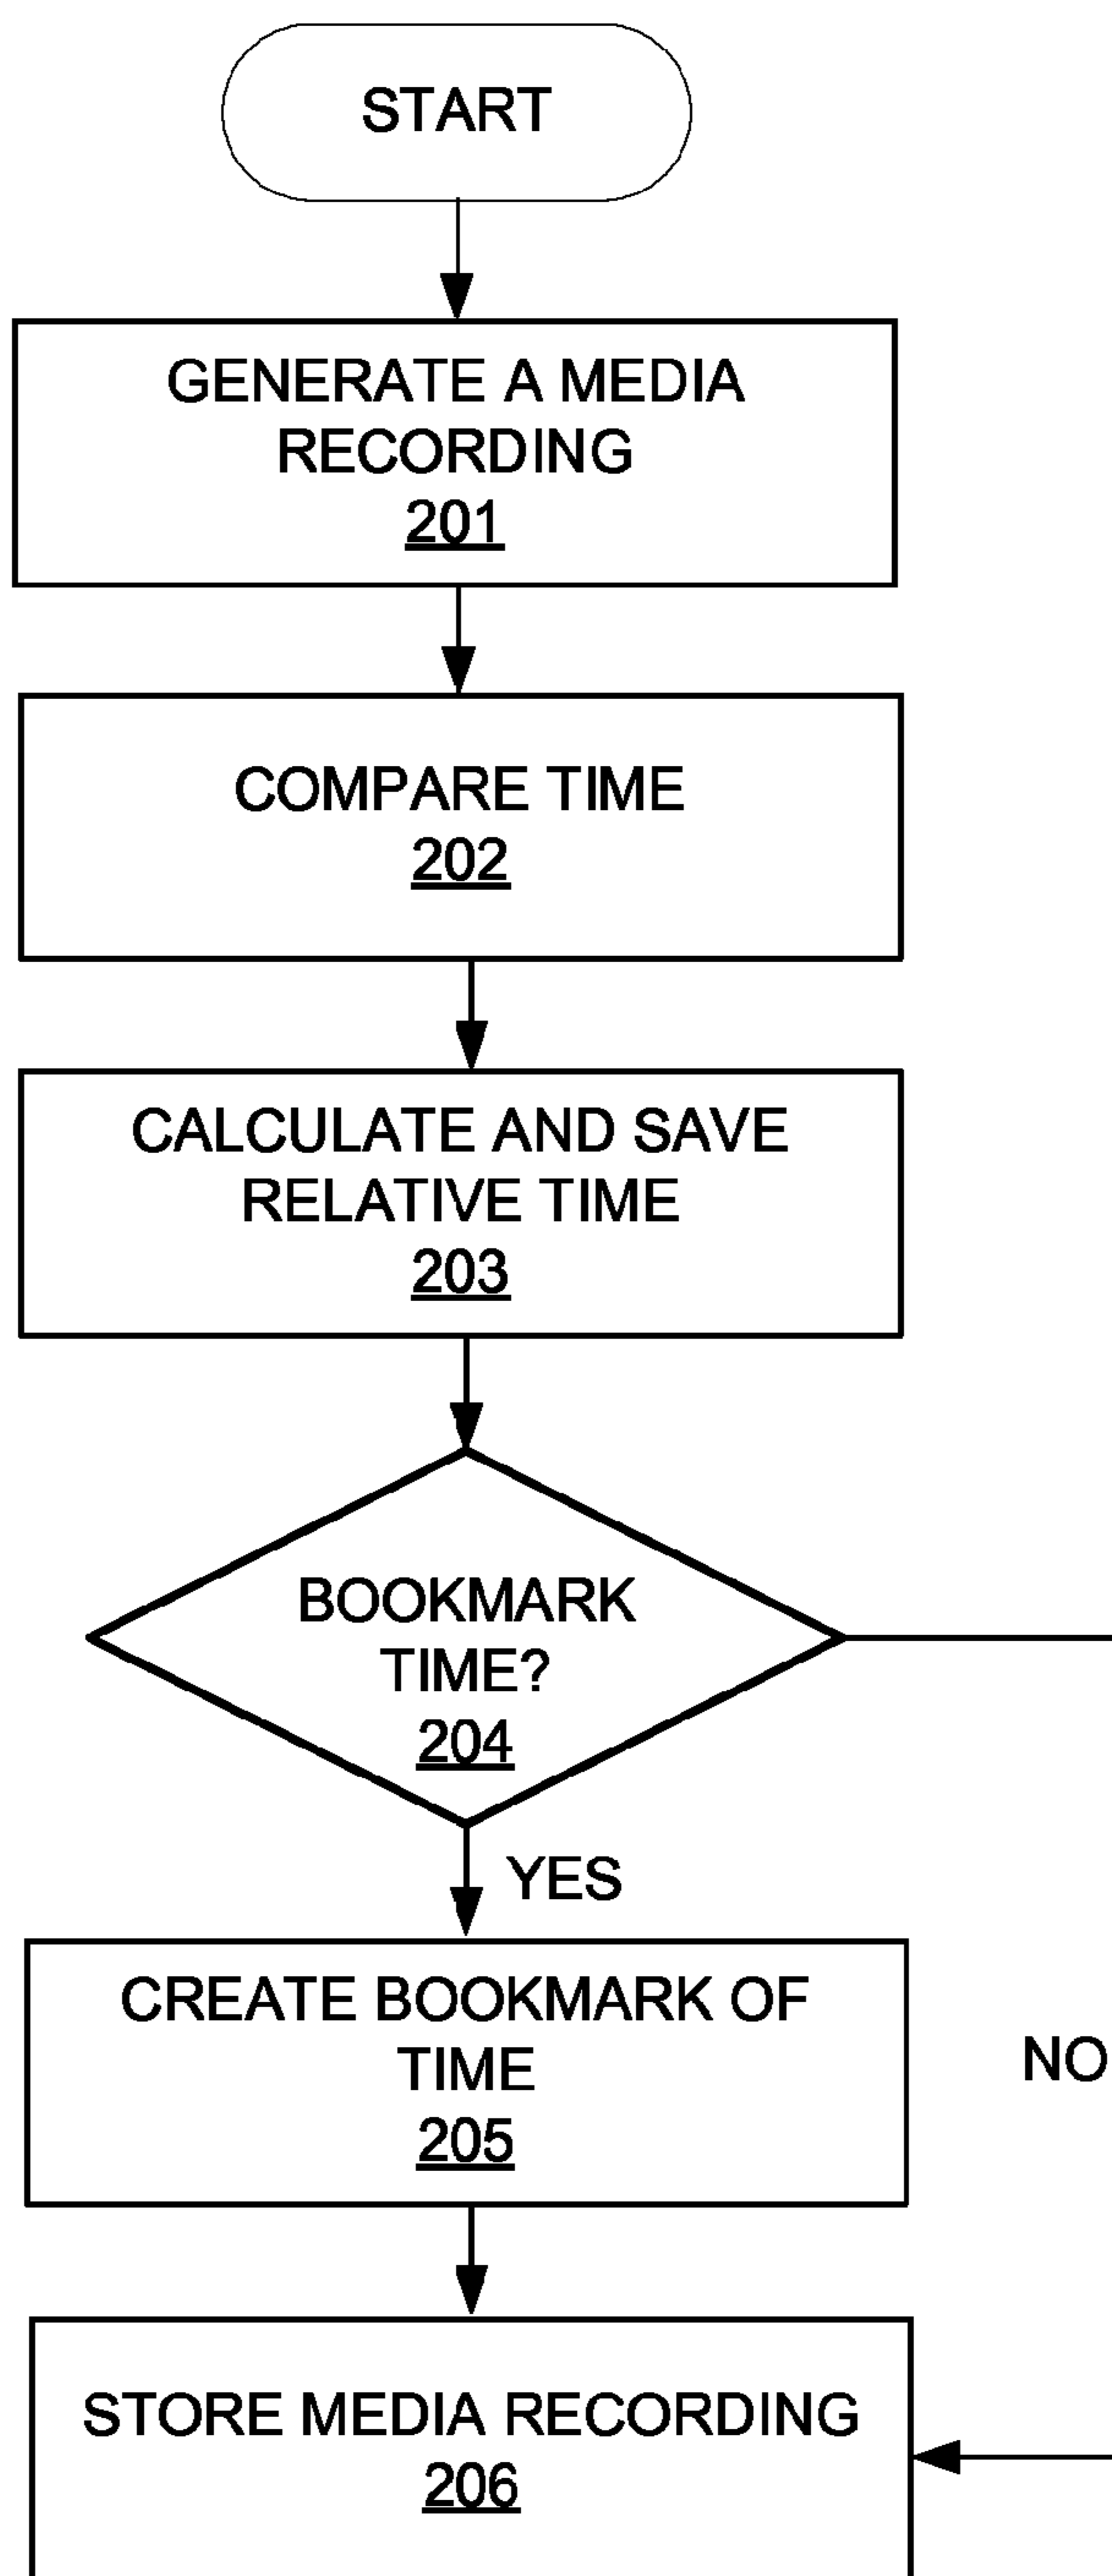 START
GENERATE A MEDIA
RECORDING
201
COMPARE TIME
202
CALCULATE AND SAVE
RELATIVE TIME
203
BOOKMARK
TIME?
204
YES
CREATE BOOKMARK OF
TIME
205
NO
STORE MEDIA RECORDING
206